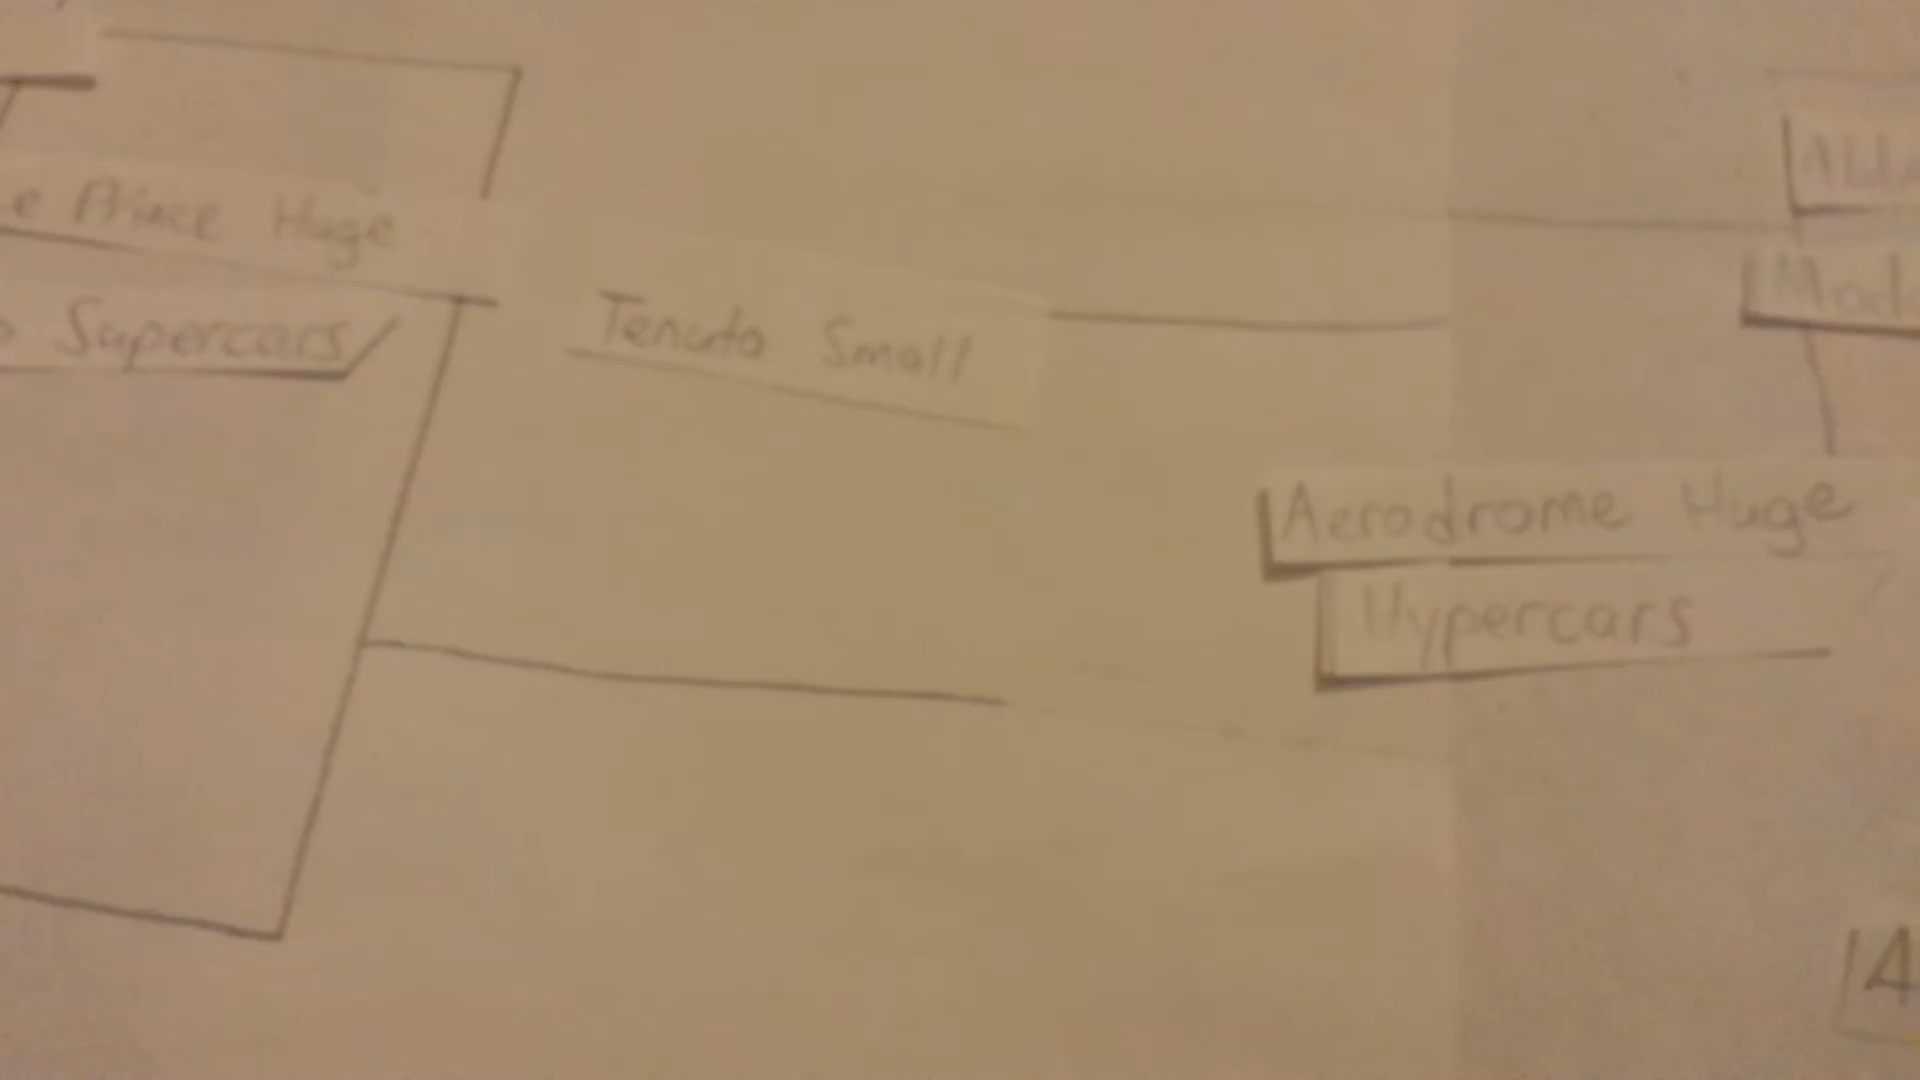 e Prince Huge
Supercars
Tenuto Small
Aerodrome Huge
Hypercars